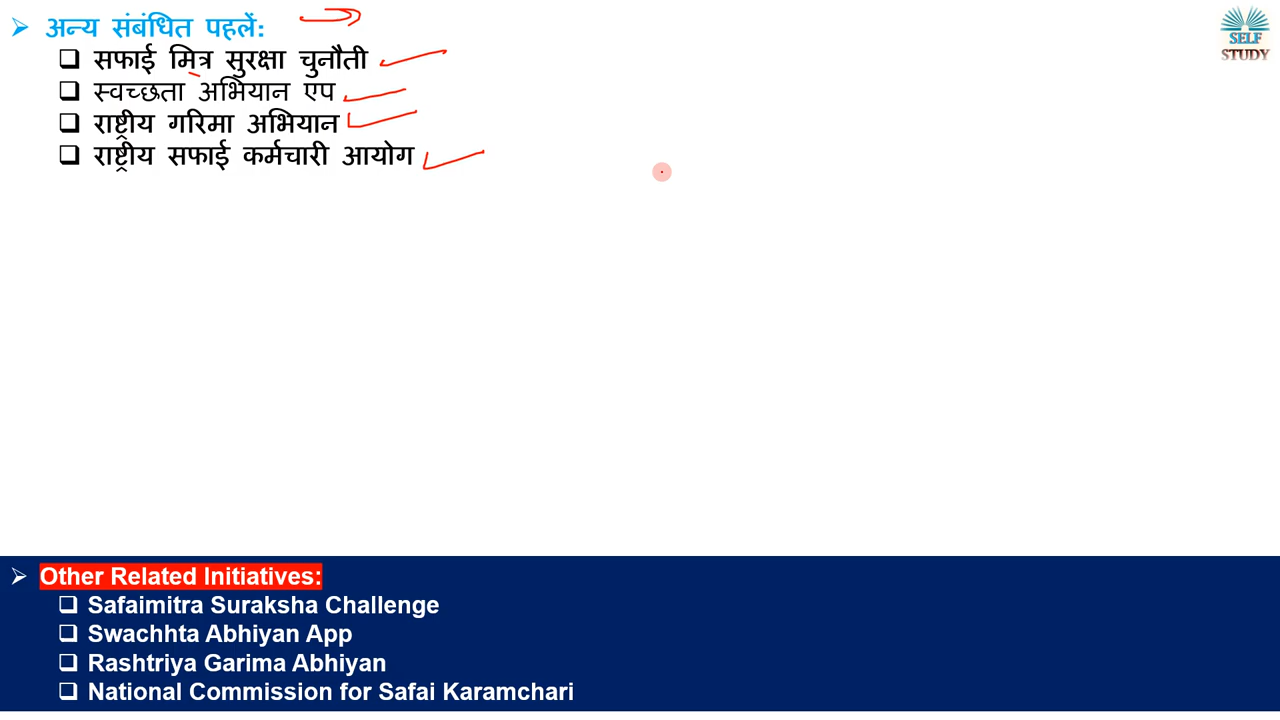 ➢ अन्य संबंधित पहलें:
❑ सफाई मित्र सुरक्षा चुनौती
❑ स्वच्छता अभियान एप
❑ राष्ट्रीय गरिमा अभियान
❑ राष्ट्रीय सफाई कर्मचारी आयोग
SELF
STUDY
➢ Other Related Initiatives:
❑ Safaimitra Suraksha Challenge
❑ Swachhta Abhiyan App
❑ Rashtriya Garima Abhiyan
❑ National Commission for Safai Karamchari